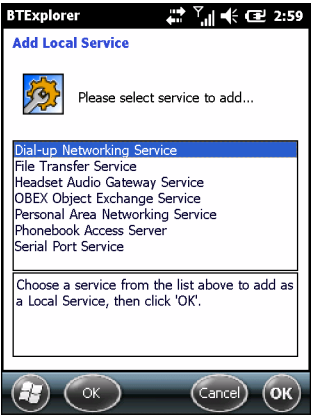 BTExplorer 2:59
Add Local Service
Please select service to add...
Dial-up Networking Service
File Transfer Service
Headset Audio Gateway Service
OBEX Object Exchange Service
Personal Area Networking Service
Phonebook Access Server
Serial Port Service
Choose a service from the list above to add as
a Local Service, then click 'OK'.
OK Cancel OK